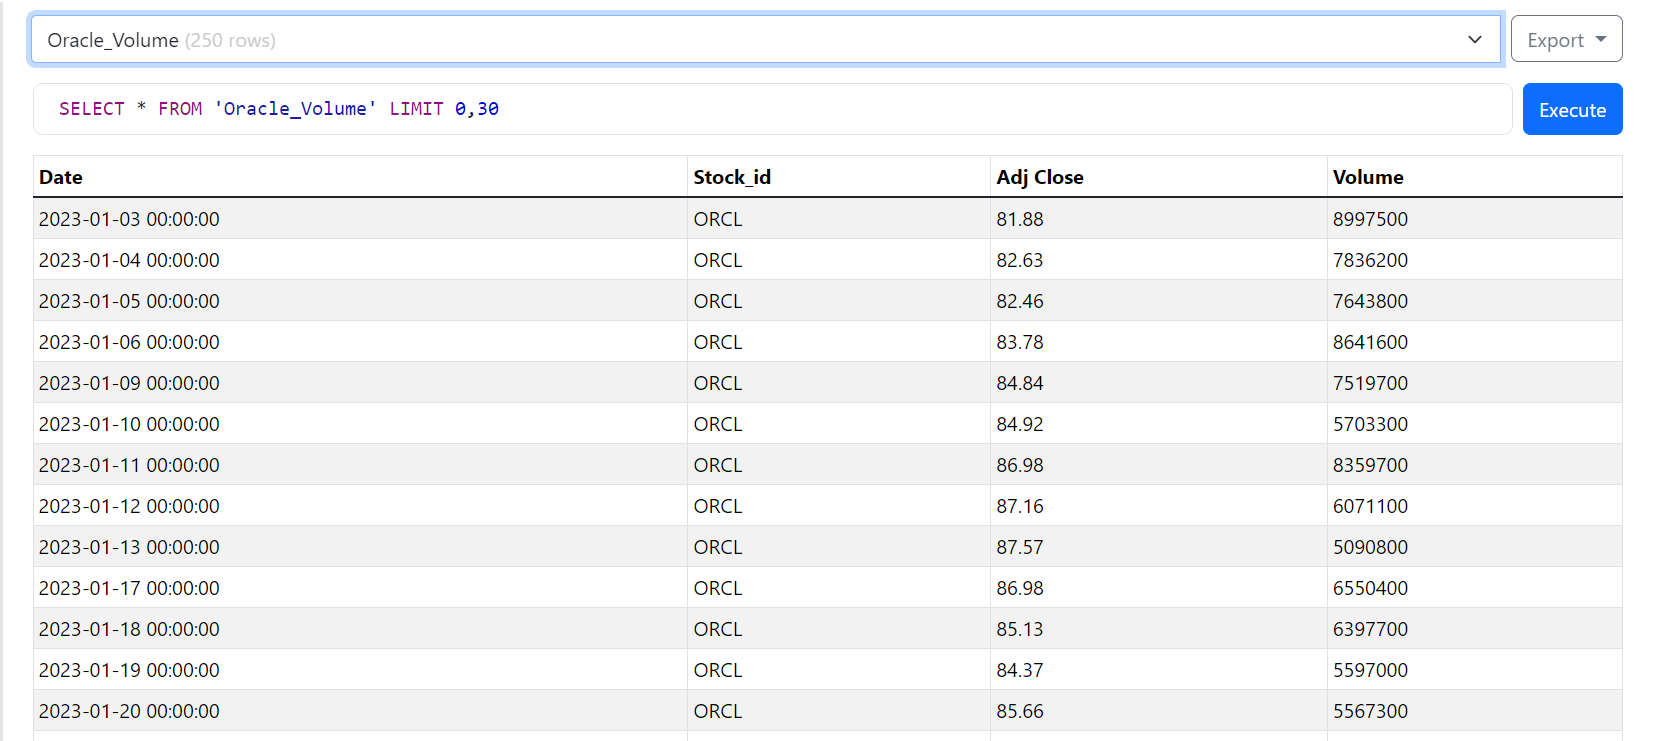 Oracle_Volume (250 rows)
Export
SELECT * FROM 'Oracle_Volume' LIMIT 0,30
Execute
Date Stock_id Adj Close Volume
2023-01-03 00:00:00 ORCL 81.88 8997500
2023-01-04 00:00:00 ORCL 82.63 7836200
2023-01-05 00:00:00 ORCL 82.46 7643800
2023-01-06 00:00:00 ORCL 83.78 8641600
2023-01-09 00:00:00 ORCL 84.84 7519700
2023-01-10 00:00:00 ORCL 84.92 5703300
2023-01-11 00:00:00 ORCL 86.98 8359700
2023-01-12 00:00:00 ORCL 87.16 6071100
2023-01-13 00:00:00 ORCL 87.57 5090800
2023-01-17 00:00:00 ORCL 86.98 6550400
2023-01-18 00:00:00 ORCL 85.13 6397700
2023-01-19 00:00:00 ORCL 84.37 5597000
2023-01-20 00:00:00 ORCL 85.66 5567300